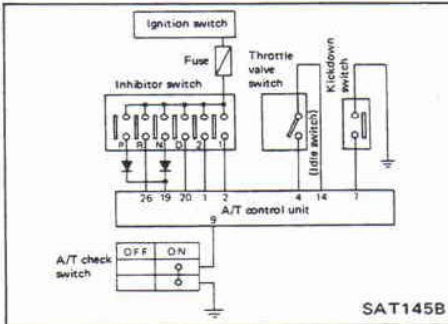 Ignition switch
Fuse
Throttle
valve
switch
(Idle switch)
Kickdown
switch
Inhibitor switch
P R N D 2 1
26 19 20 1 2 4 14 7
A/T control unit
9
A/T check
switch
OFF ON
SAT145B